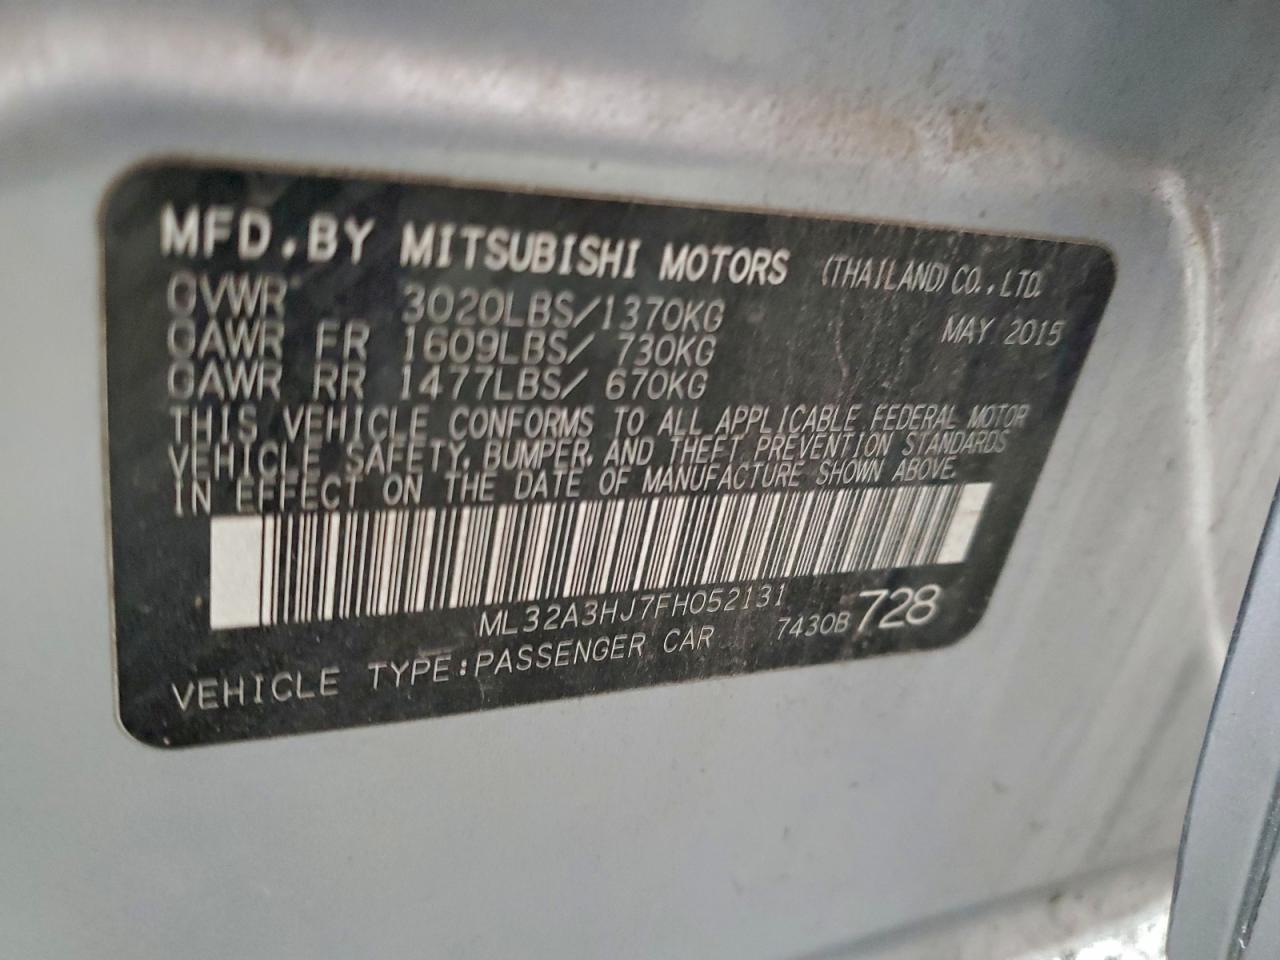 MFD. BY MITSUBISHI MOTORS (THAILAND) CO., LTD.
GVWR 3020LBS/1370KG MAY 2015
GAWR FR 1609LBS/ 730KG
GAWR RR 1477LBS/ 670KG
THIS VEHICLE CONFORMS TO ALL APPLICABLE FEDERAL MOTOR
VEHICLE SAFETY, BUMPER, AND THEFT PREVENTION STANDARDS
IN EFFECT ON THE DATE OF MANUFACTURE SHOWN ABOVE.
ML32A3HJ7FH052131
VEHICLE TYPE:PASSENGER CAR 7430B 728